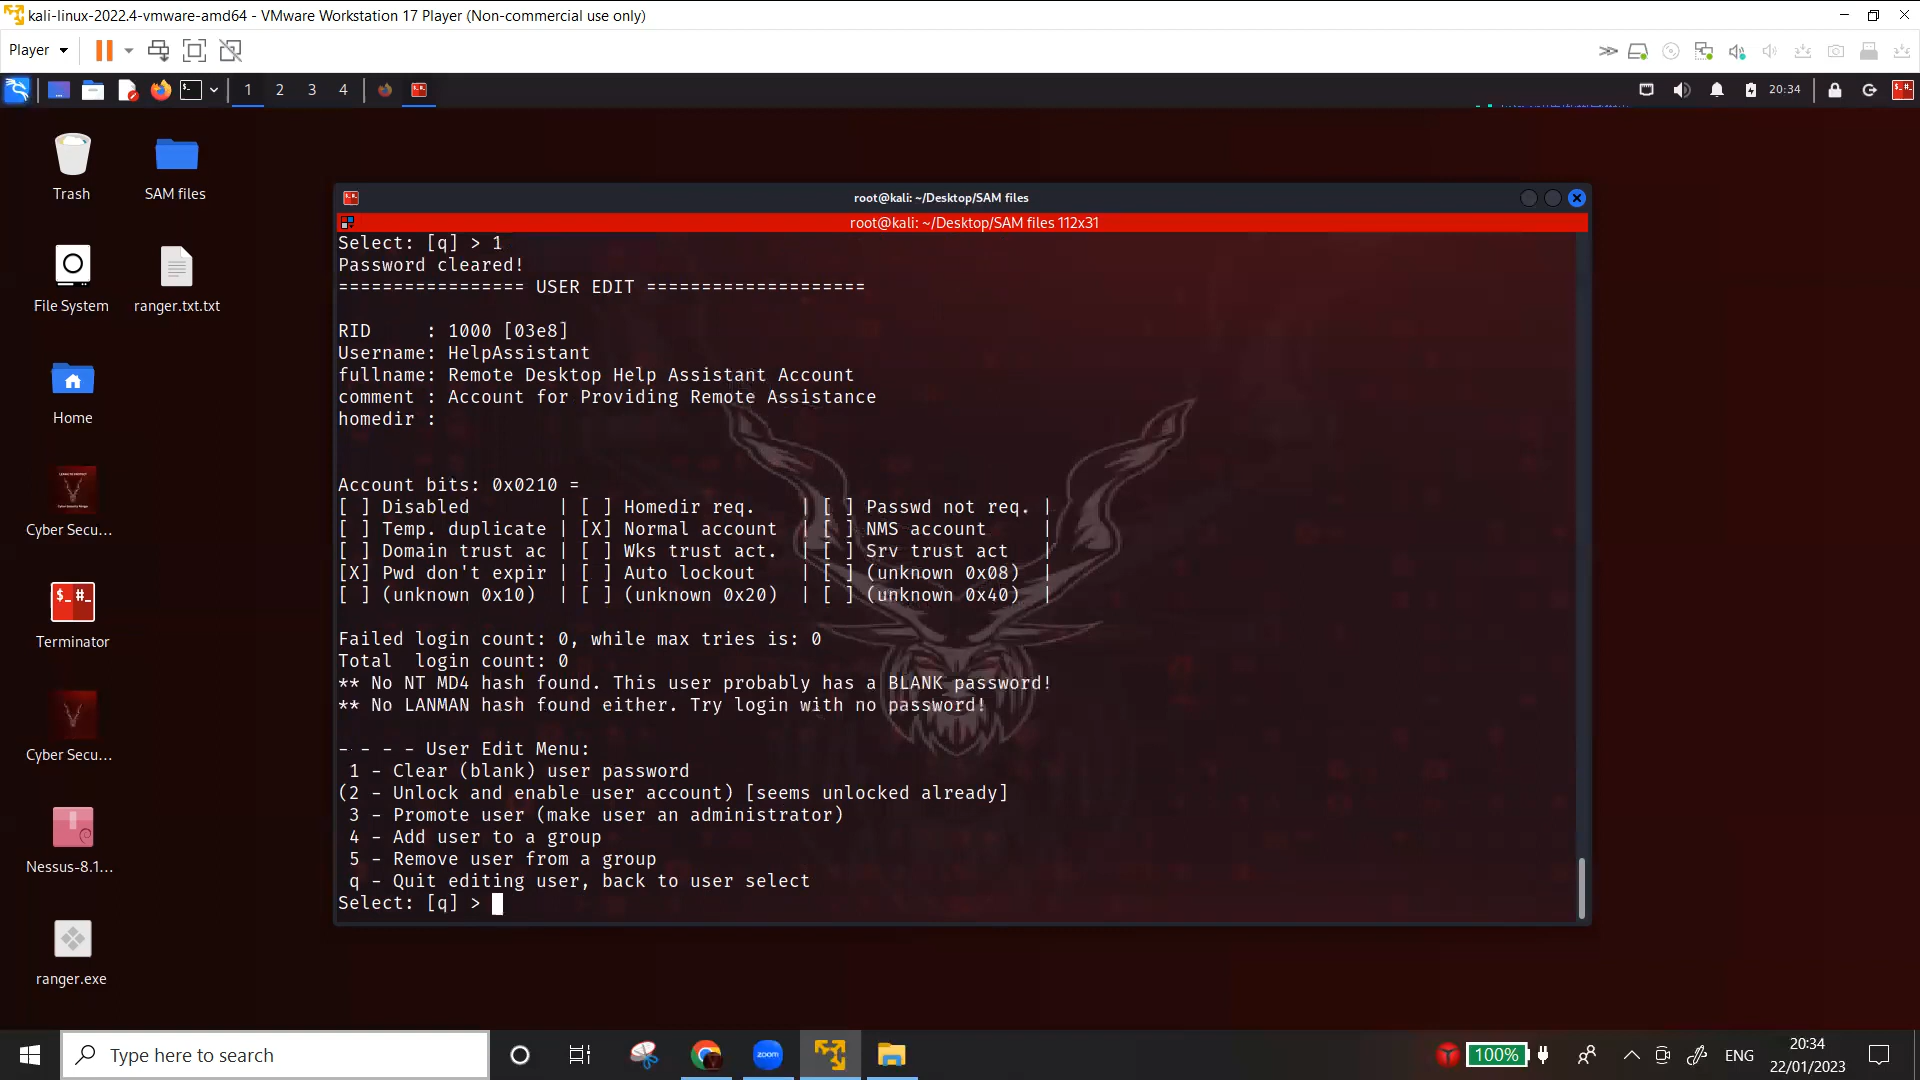 kali-linux-2022.4-vmware-amd64 - VMware Workstation 17 Player (Non-commercial use only)
Player
1 2 3 4
20:34
Trash
SAM files
File System
ranger.txt.txt
Home
Cyber Secu...
Terminator
Cyber Secu...
Nessus-8.1...
ranger.exe
root@kali: ~/Desktop/SAM files
root@kali: ~/Desktop/SAM files 112x31
Select: [q] > 1
Password cleared!
================= USER EDIT ====================
RID     : 1000 [03e8]
Username: HelpAssistant
fullname: Remote Desktop Help Assistant Account
comment : Account for Providing Remote Assistance
homedir :
Account bits: 0x0210 =
[ ] Disabled        | [ ] Homedir req.    | [ ] Passwd not req. |
[ ] Temp. duplicate | [X] Normal account  | [ ] NMS account     |
[ ] Domain trust ac | [ ] Wks trust act.  | [ ] Srv trust act   |
[X] Pwd don't expir | [ ] Auto lockout    | [ ] (unknown 0x08)  |
[ ] (unknown 0x10)  | [ ] (unknown 0x20)  | [ ] (unknown 0x40)  |
Failed login count: 0, while max tries is: 0
Total  login count: 0
** No NT MD4 hash found. This user probably has a BLANK password!
** No LANMAN hash found either. Try login with no password!
- - - - User Edit Menu:
1 - Clear (blank) user password
(2 - Unlock and enable user account) [seems unlocked already]
3 - Promote user (make user an administrator)
4 - Add user to a group
5 - Remove user from a group
q - Quit editing user, back to user select
Select: [q] >
Type here to search
zoom
100%
ENG
20:34
22/01/2023